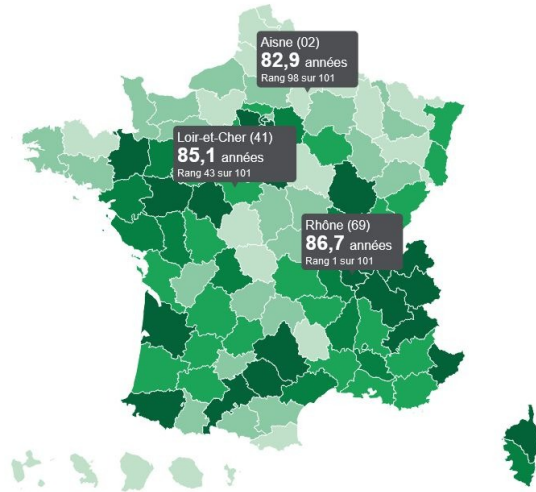 Aisne (02)
82,9 années
Rang 98 sur 101
Loir-et-Cher (41)
85,1 années
Rang 43 sur 101
Rhône (69)
86,7 années
Rang 1 sur 101